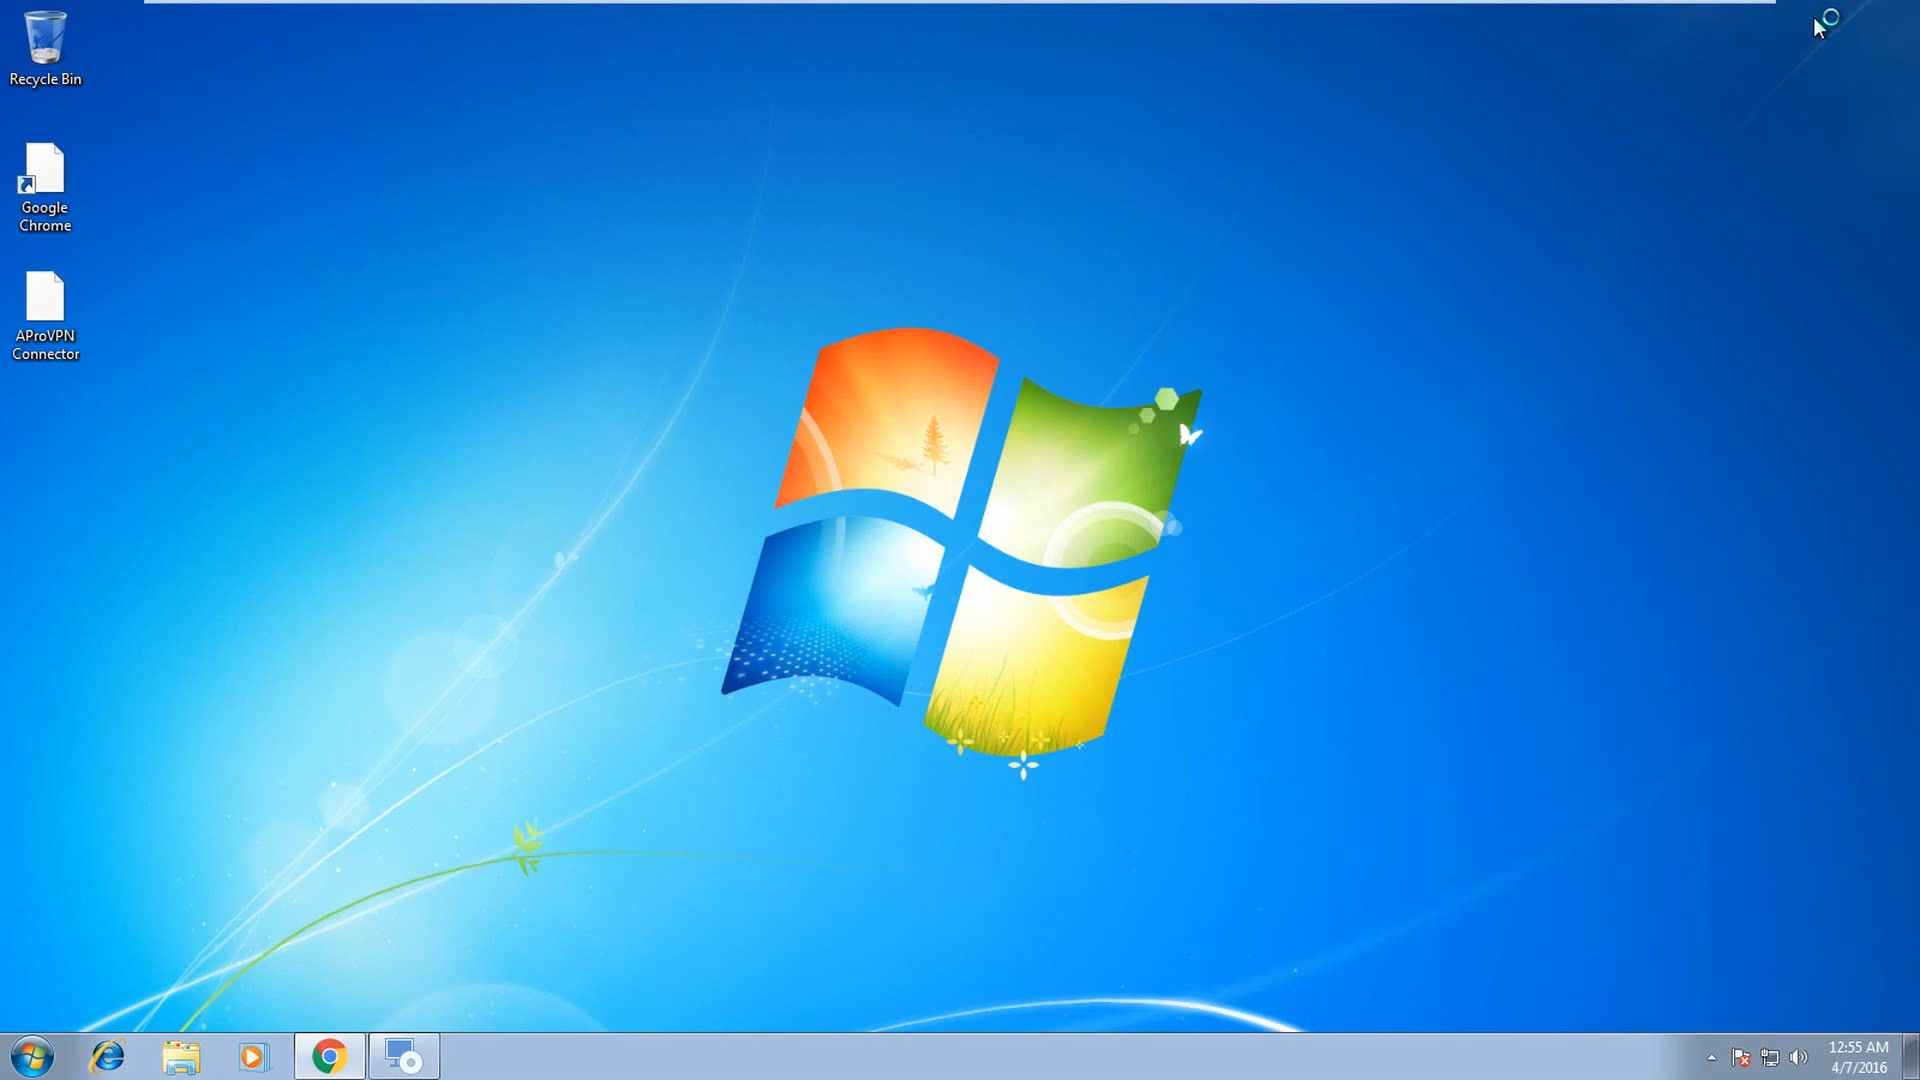 Recycle Bin
Google
Chrome
AProVPN
Connector
12:55 AM
4/7/2016